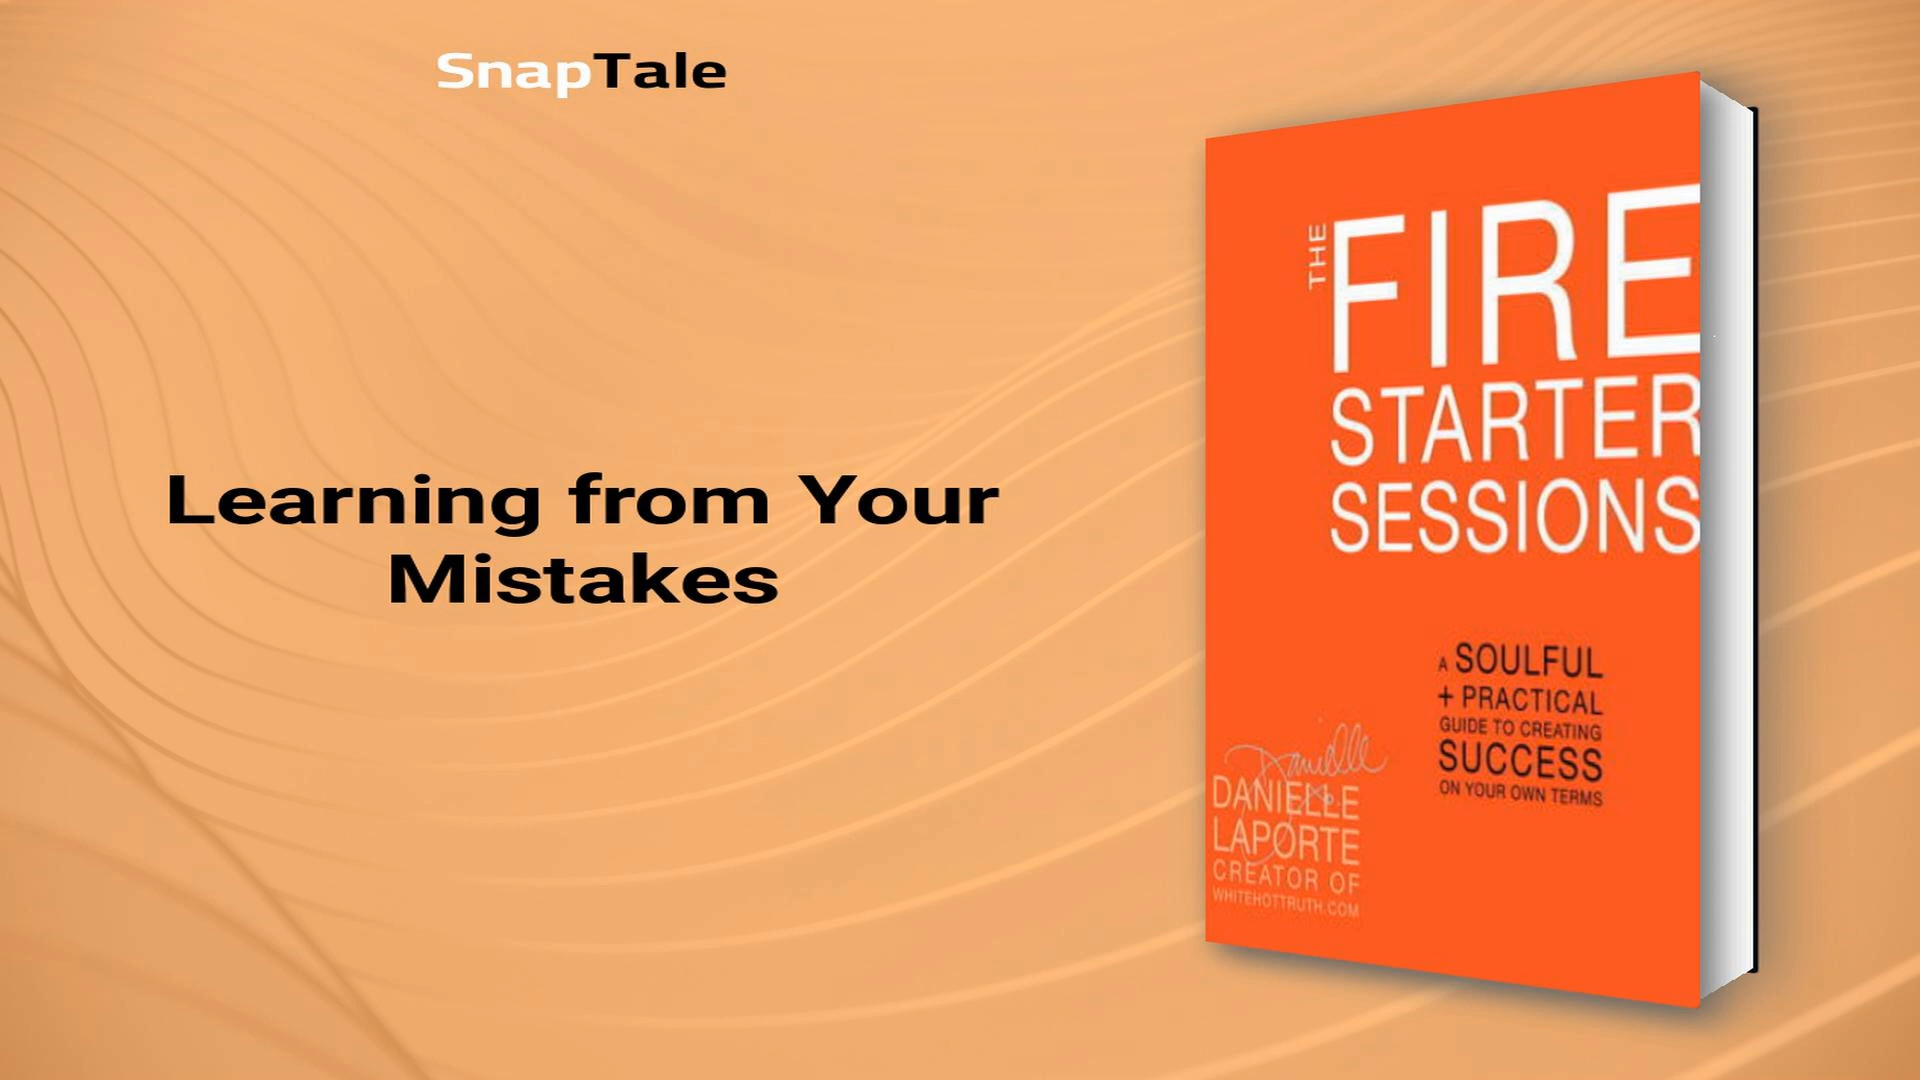 SnapTale
Learning from Your
Mistakes
THE
FIRE
STARTER
SESSIONS
A SOULFUL
+ PRACTICAL
GUIDE TO CREATING
SUCCESS
ON YOUR OWN TERMS
Danielle
DANIELLE
LAPORTE
CREATOR OF
WHITEHOTTRUTH.COM